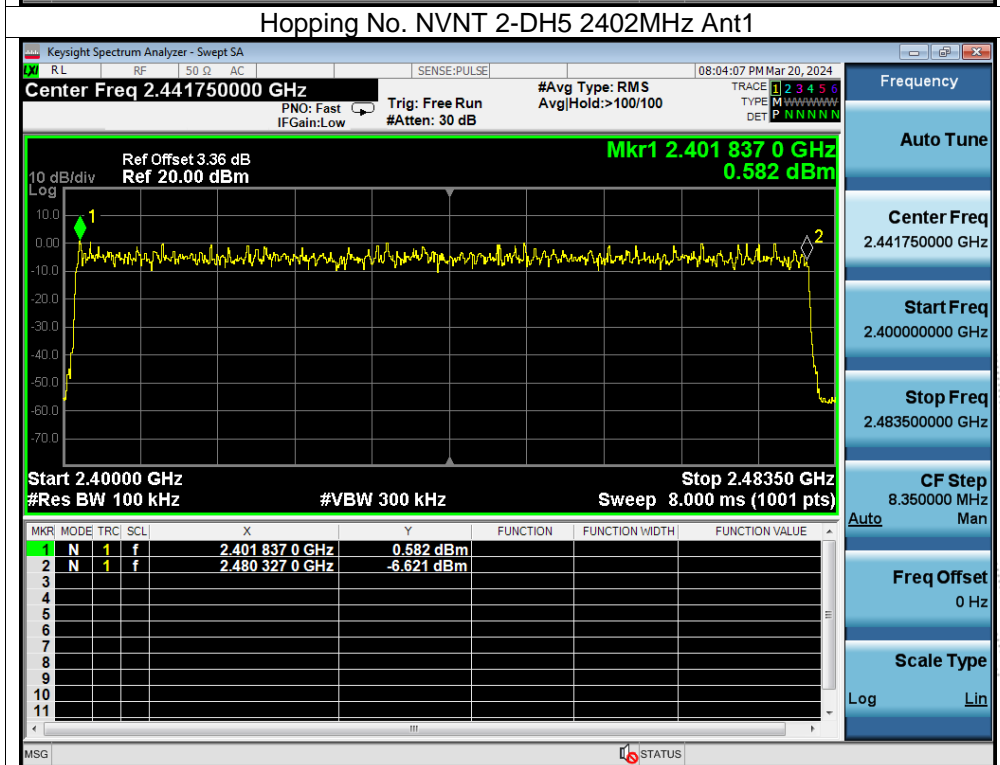 Hopping No. NVNT 2-DH5 2402MHz Ant1
Keysight Spectrum Analyzer - Swept SA
LXI RL RF 50 Ω AC SENSE:PULSE 08:04:07 PM Mar 20, 2024
Center Freq 2.441750000 GHz
PNO: Fast
IFGain:Low
Trig: Free Run
#Atten: 30 dB
#Avg Type: RMS
Avg|Hold:>100/100
TRACE 1 2 3 4 5 6
TYPE M WWWWW
DET P N N N N N
Ref Offset 3.36 dB
10 dB/div Ref 20.00 dBm
Log
Mkr1 2.401 837 0 GHz
0.582 dBm
10.0
0.00
-10.0
-20.0
-30.0
-40.0
-50.0
-60.0
-70.0
1
2
Start 2.40000 GHz Stop 2.48350 GHz
#Res BW 100 kHz #VBW 300 kHz Sweep 8.000 ms (1001 pts)
MKR MODE TRC SCL X Y FUNCTION FUNCTION WIDTH FUNCTION VALUE
1 N 1 f 2.401 837 0 GHz 0.582 dBm
2 N 1 f 2.480 327 0 GHz -6.621 dBm
3
4
5
6
7
8
9
10
11
MSG STATUS
Frequency
Auto Tune
Center Freq
2.441750000 GHz
Start Freq
2.400000000 GHz
Stop Freq
2.483500000 GHz
CF Step
8.350000 MHz
Auto Man
Freq Offset
0 Hz
Scale Type
Log Lin